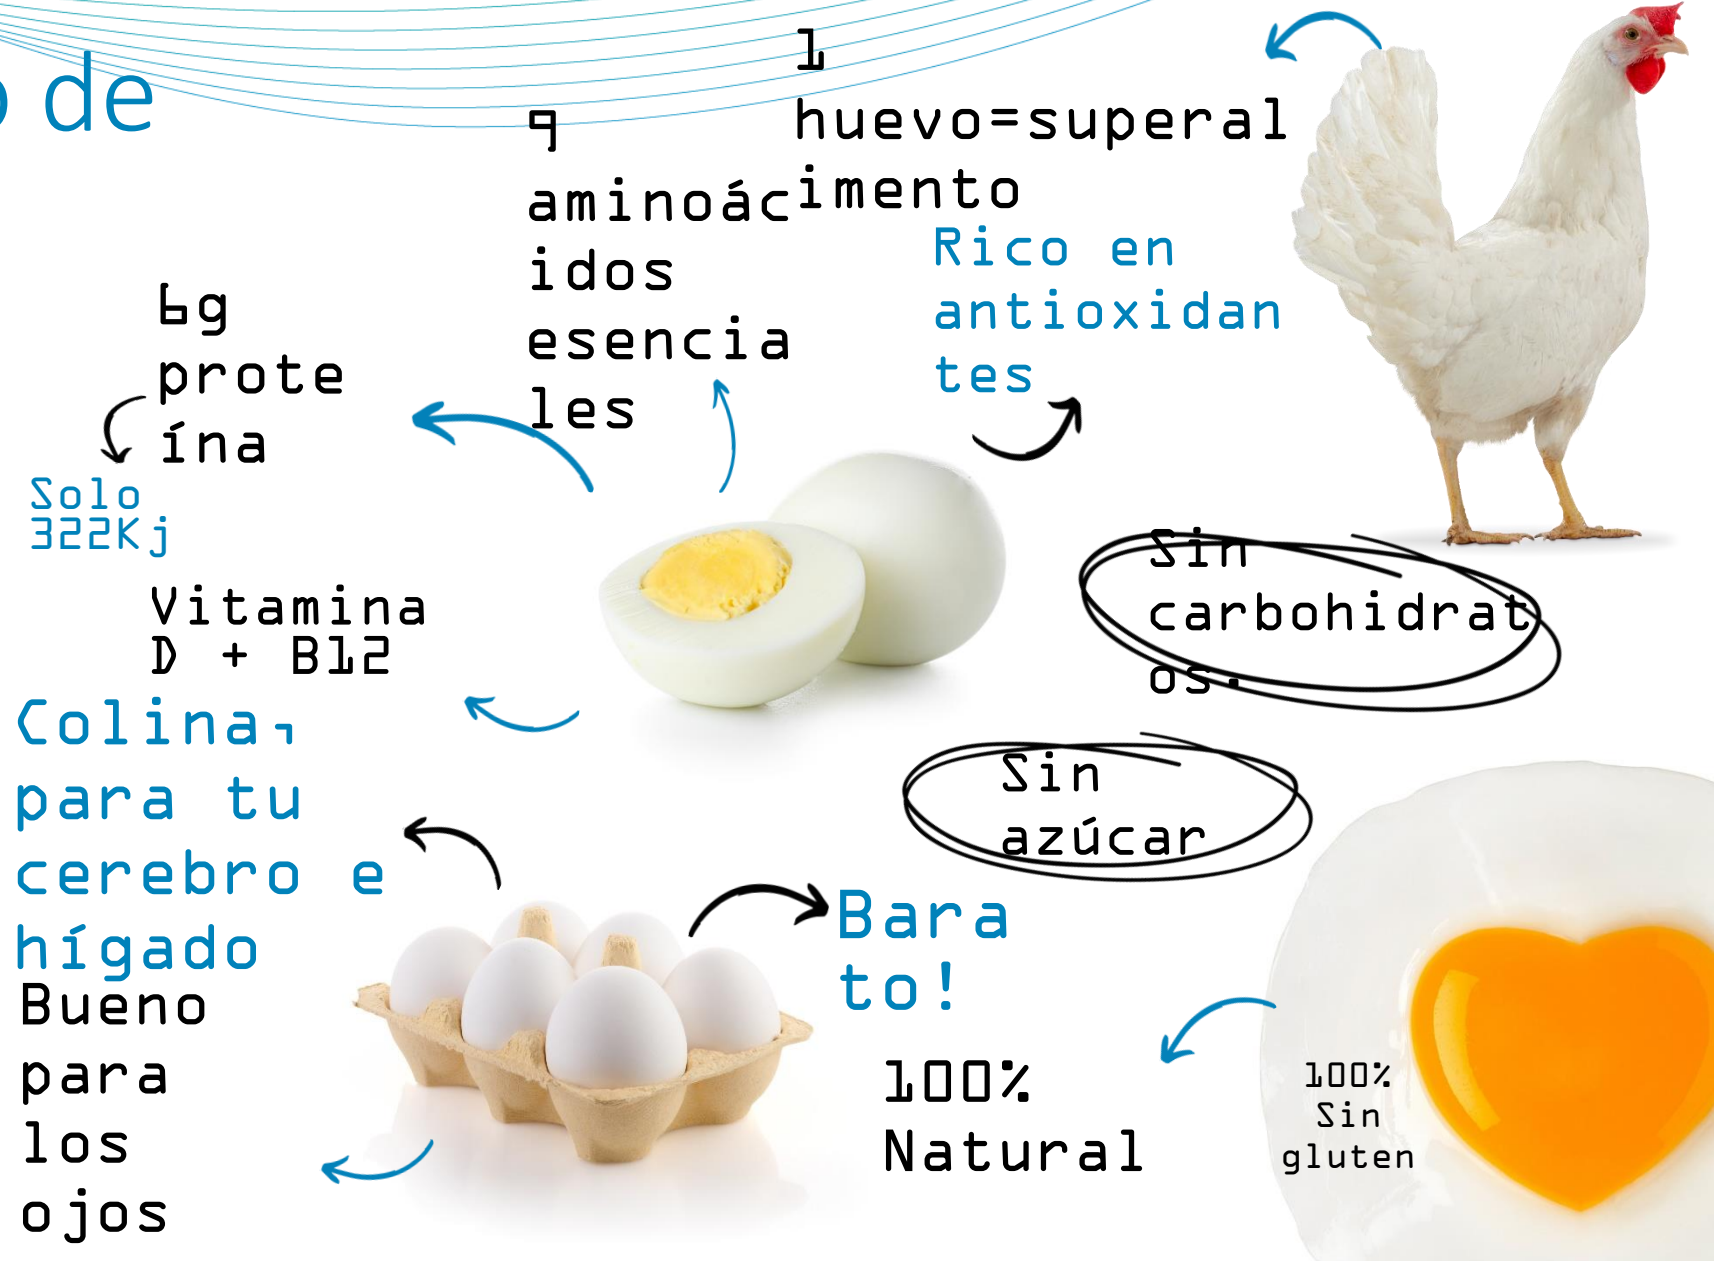 o de
1
huevo=superal
imento
9
aminoác
idos
esencia
les
Rico en
antioxidan
tes
6g
prote
ína
Solo
322Kj
Vitamina
D + B12
Colina,
para tu
cerebro e
hígado
Bueno
para
los
ojos
Sin
carbohidrat
os.
Sin
azúcar
Bara
to!
100%
Natural
100%
Sin
gluten